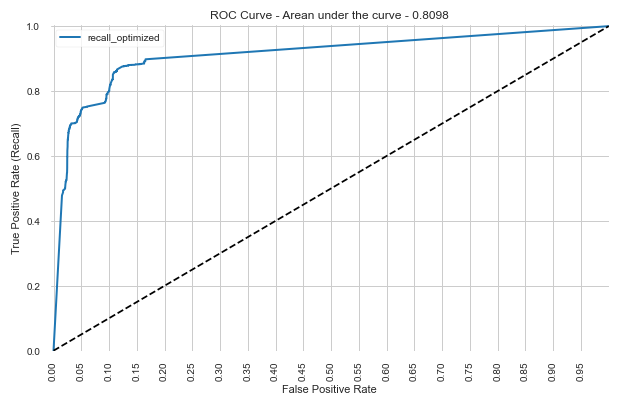 ROC Curve - Arean under the curve - 0.8098
recall_optimized
True Positive Rate (Recall)
1.0
0.8
0.6
0.4
0.2
0.0
0.00 0.05 0.10 0.15 0.20 0.25 0.30 0.35 0.40 0.45 0.50 0.55 0.60 0.65 0.70 0.75 0.80 0.85 0.90 0.95
False Positive Rate